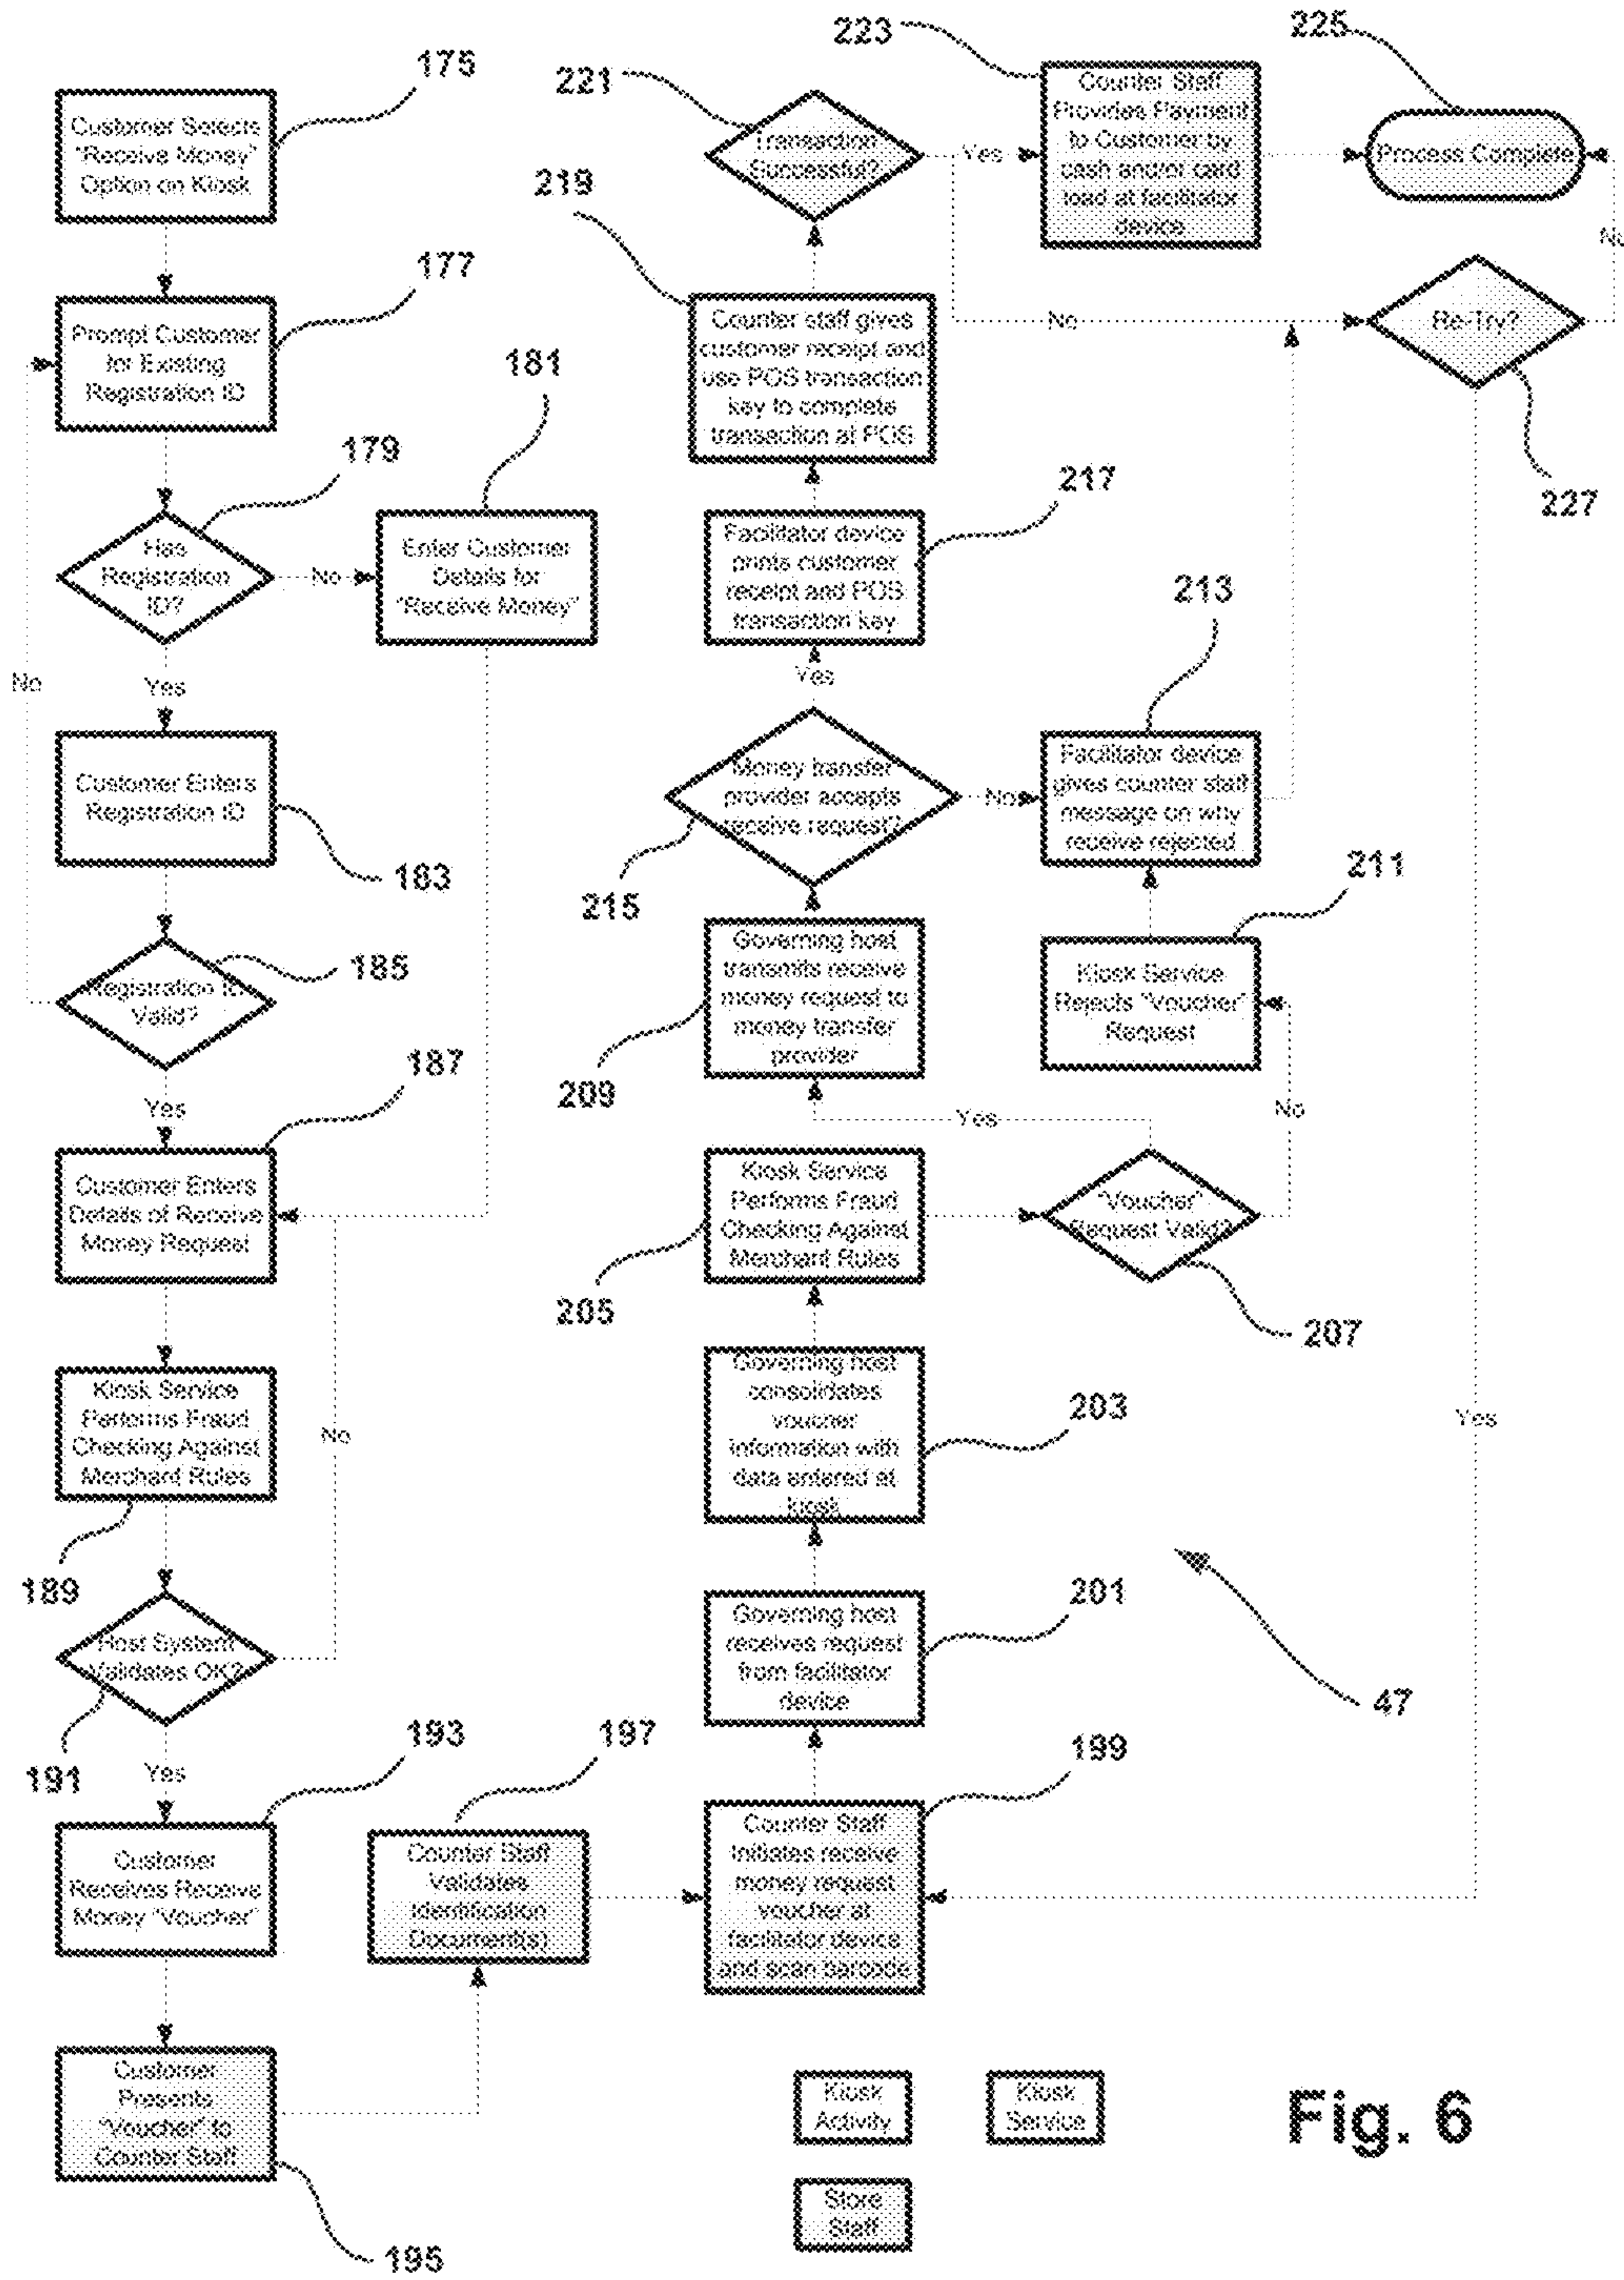 175
Customer Selects
"Receive Money"
Option on Kiosk
177
Prompt Customer
for Existing
Registration ID
179
Has
Registration
ID?
No
181
Enter Customer
Details for
"Receive Money"
No
Yes
Customer Enters
Registration ID
183
185
Registration ID
Valid?
187
Yes
Customer Enters
Details of Receive
Money Request
Kiosk Service
Performs Fraud
Checking Against
Merchant Rules
No
189
Host System
Validates OK?
191
Yes
193
Customer
Receives Receive
Money "Voucher"
Customer
Presents
"Voucher" to
Counter Staff
195
197
Counter Staff
Validates
Identification
Document(s)
199
Counter Staff
Initiates receive
money request
voucher at
facilitator device
and scan barcode
201
Governing host
receives request
from facilitator
device
203
Governing host
consolidates
voucher
information with
data entered at
kiosk
Kiosk Service
Performs Fraud
Checking Against
Merchant Rules
205
"Voucher"
Request Valid?
207
Yes
No
Governing host
transmits receive
money request to
money transfer
provider
209
211
Kiosk Service
Rejects "Voucher"
Request
213
Facilitator device
gives counter staff
message on why
receive rejected
Money transfer
provider accepts
receive request?
No
215
Yes
217
Facilitator device
prints customer
receipt and POS
transaction key
219
Counter staff gives
customer receipt and
use POS transaction
key to complete
transaction at POS
221
Transaction
Successful?
Yes
No
223
Counter Staff
Provides Payment
to Customer by
cash and/or card
load at facilitator
device
225
Process Complete
No
Re-Try?
227
Yes
47
Kiosk
Activity
Kiosk
Service
Store
Staff
Fig. 6